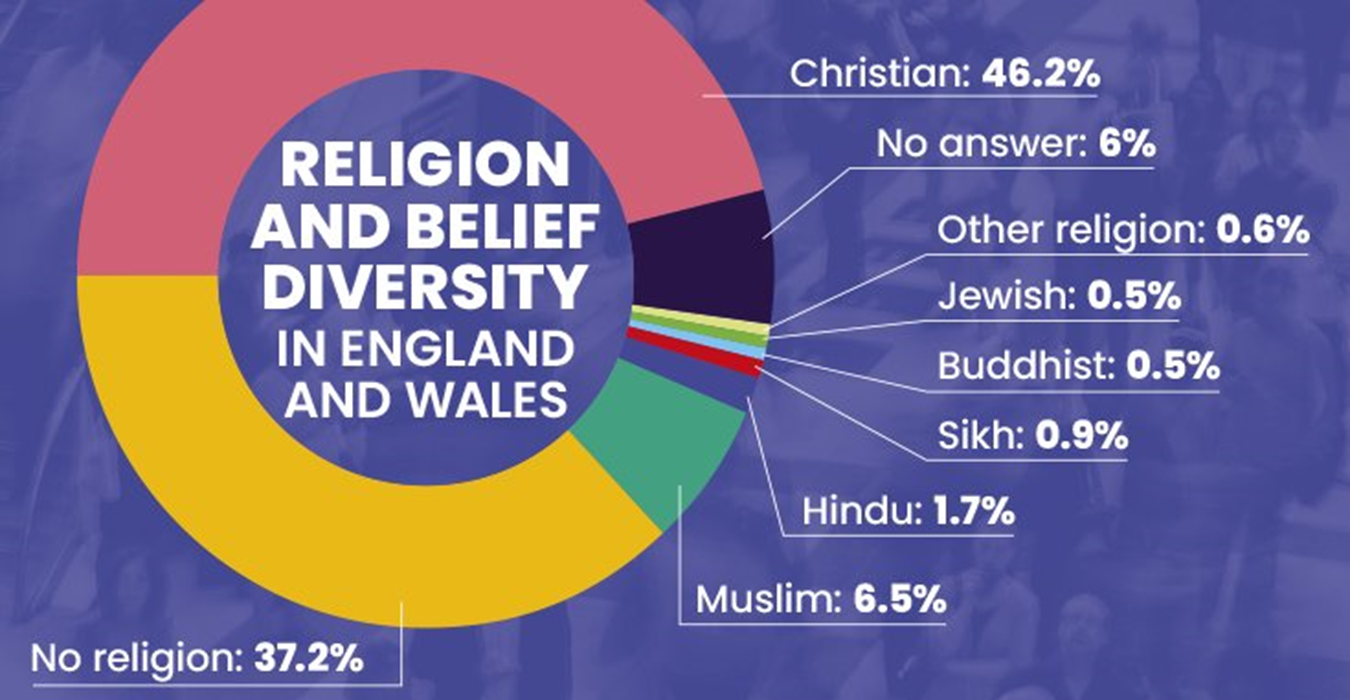 RELIGION
AND BELIEF
DIVERSITY
IN ENGLAND
AND WALES
Christian: 46.2%
No answer: 6%
Other religion: 0.6%
Jewish: 0.5%
Buddhist: 0.5%
Sikh: 0.9%
Hindu: 1.7%
Muslim: 6.5%
No religion: 37.2%